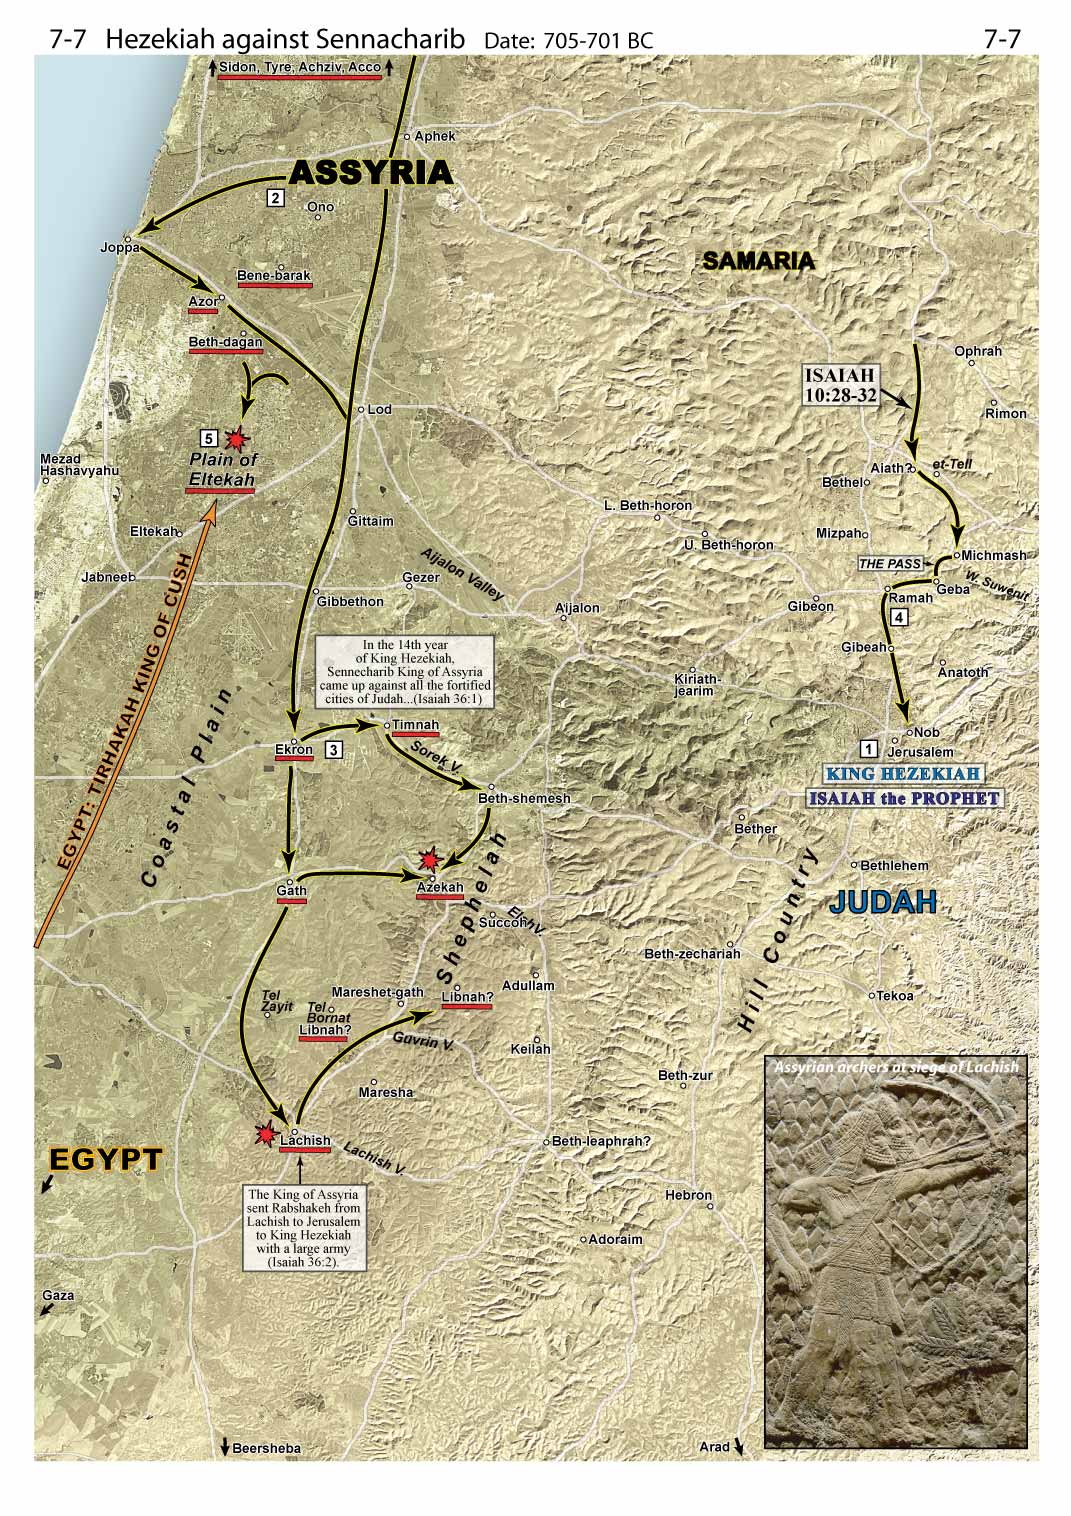 7-7 Hezekiah against Sennacharib Date: 705-701 BC 7-7
Sidon, Tyre, Achziv, Acco
Aphek
ASSYRIA
2
Ono
Joppa
SAMARIA
Bene-barak
Azor
Beth-dagan
Ophrah
ISAIAH
10:28-32
Rimon
Lod
5
Plain of
Eltekah
Mezad
Hashavyahu
Aiath?
et-Tell
Bethel
L. Beth-horon
Gittaim
Eltekah
U. Beth-horon
Mizpah
Michmash
Aijalon Valley
THE PASS
W. Suwenit
Jabneel
Gezer
Geba
Ramah
Gibbethon
Aijalon
Gibeon
4
EGYPT: TIRHAKAH KING OF CUSH
In the 14th year
of King Hezekiah,
Sennecharib King of Assyria
came up against all the fortified
cities of Judah...(Isaiah 36:1)
Gibeah
Anatoth
Kiriath-
jearim
Coastal Plain
Timnah
Nob
Ekron
3
Sorek V.
1
Jerusalem
KING HEZEKIAH
ISAIAH the PROPHET
Beth-shemesh
Bether
Bethlehem
Gath
Azekah
JUDAH
Shephelah
Hill Country
Succoh
Elah V.
Beth-zechariah
Adullam
Tel
Zayit
Mareshet-gath
Libnah?
Tekoa
Tel
Bornat
Libnah?
Guvrin V.
Keilah
Assyrian archers at siege of Lachish
Beth-zur
Maresha
Lachish
Beth-leaphrah?
EGYPT
Lachish V.
The King of Assyria
sent Rabshakeh from
Lachish to Jerusalem
to King Hezekiah
with a large army
(Isaiah 36:2).
Hebron
Adoraim
Gaza
Beersheba
Arad